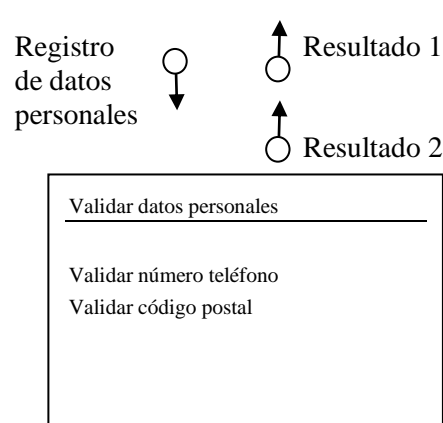 Registro
de datos
personales
Resultado 1
Resultado 2
Validar datos personales
Validar número teléfono
Validar código postal